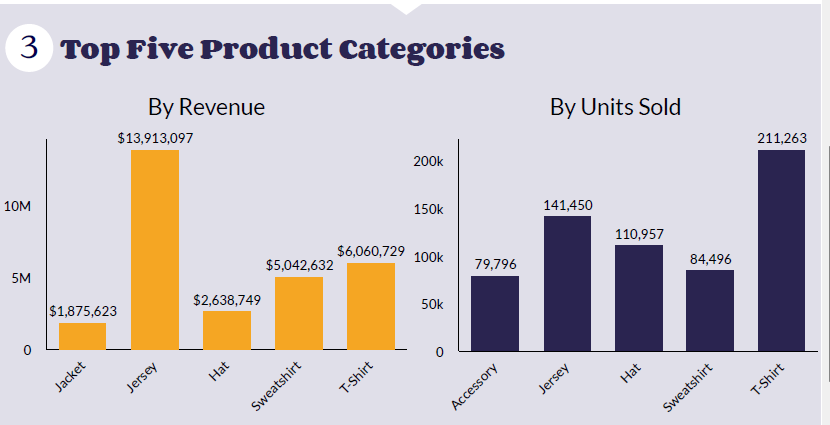 3 Top Five Product Categories
By Revenue
$13,913,097
10M
$6,060,729
$5,042,632
5M
$2,638,749
$1,875,623
0
Jacket
Jersey
Hat
Sweatshirt
T-Shirt
By Units Sold
211,263
200k
150k
141,450
110,957
100k
84,496
79,796
50k
0
Accessory
Jersey
Hat
Sweatshirt
T-Shirt